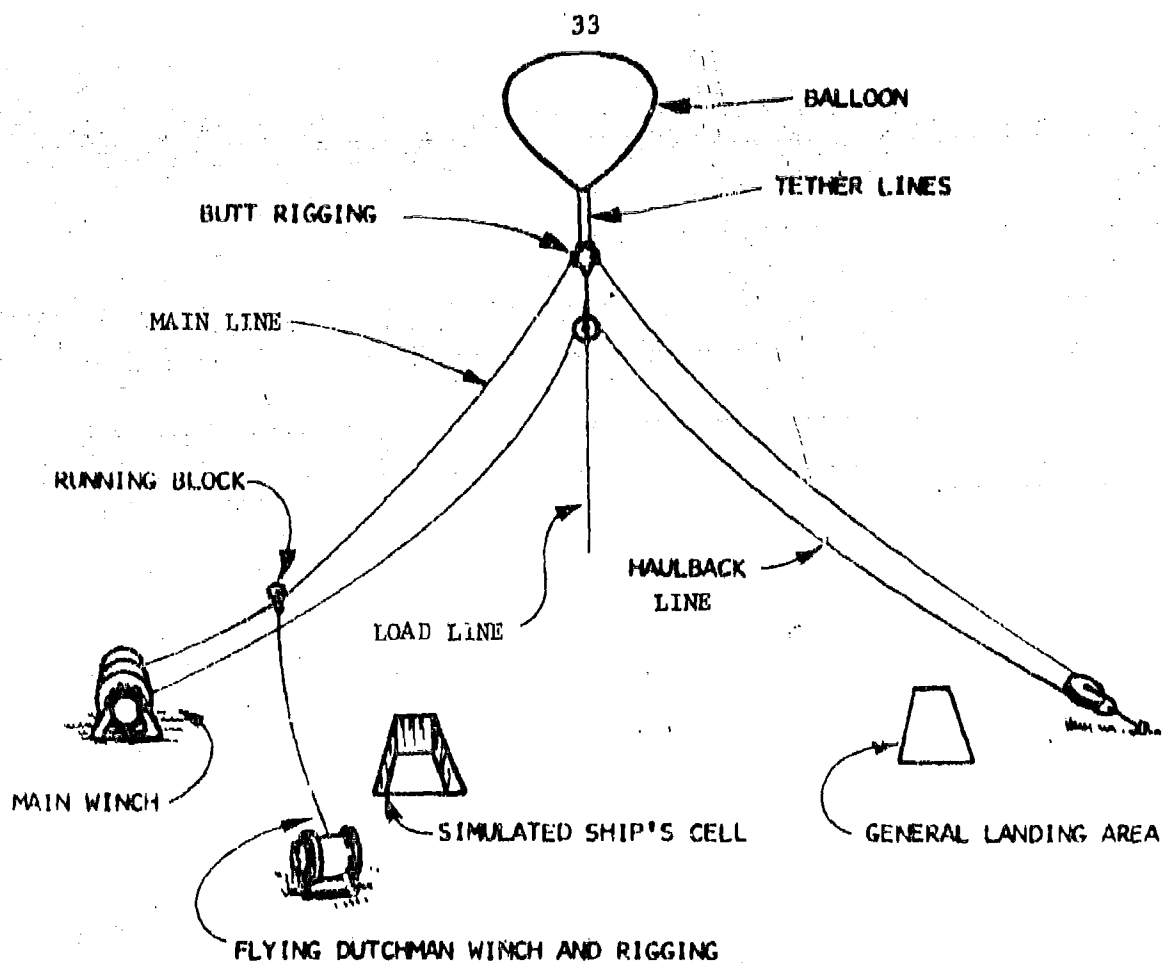 33
BALLOON
TETHER LINES
BUTT RIGGING
MAIN LINE
RUNNING BLOCK
HAULBACK
LINE
LOAD LINE
MAIN WINCH
SIMULATED SHIP'S CELL
GENERAL LANDING AREA
FLYING DUTCHMAN WINCH AND RIGGING